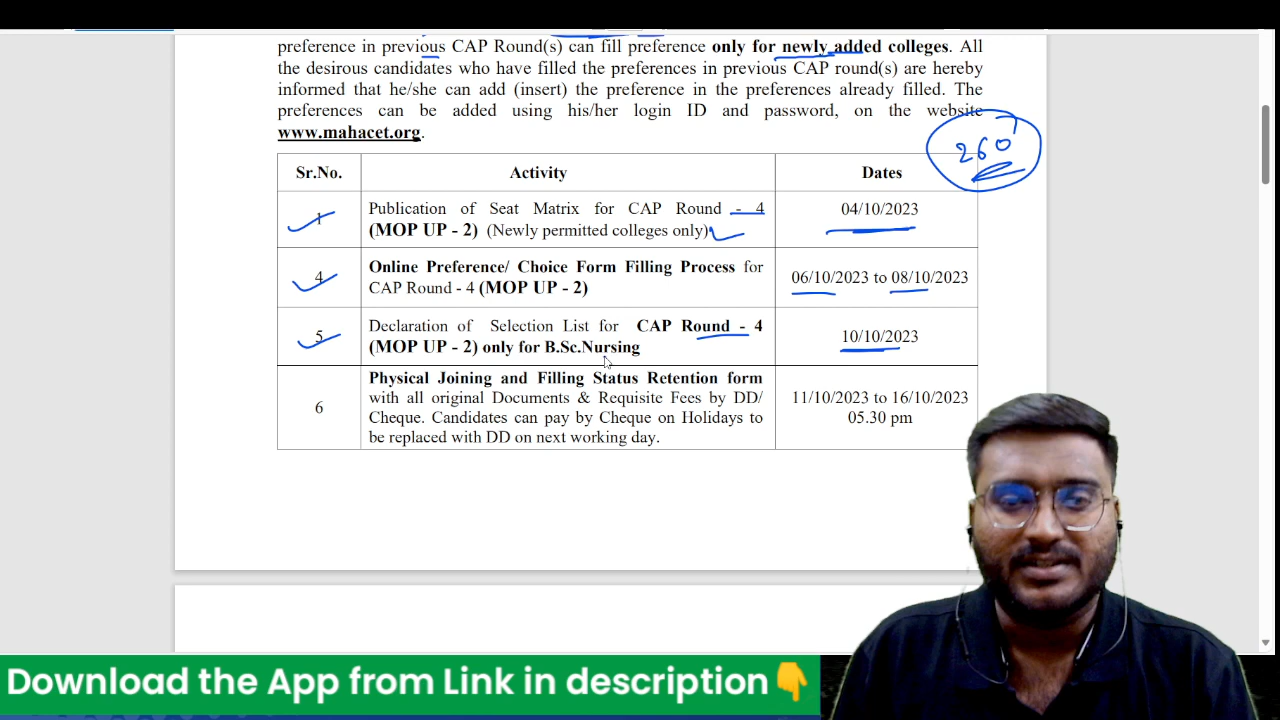 preference in previous CAP Round(s) can fill preference only for newly added colleges. All
the desirous candidates who have filled the preferences in previous CAP round(s) are hereby
informed that he/she can add (insert) the preference in the preferences already filled. The
preferences can be added using his/her login ID and password, on the website
www.mahacet.org.
260
Sr.No. Activity Dates
1 Publication of Seat Matrix for CAP Round - 4 04/10/2023
(MOP UP - 2) (Newly permitted colleges only)
4 Online Preference/ Choice Form Filling Process for 06/10/2023 to 08/10/2023
CAP Round - 4 (MOP UP - 2)
5 Declaration of Selection List for CAP Round - 4 10/10/2023
(MOP UP - 2) only for B.Sc.Nursing
6 Physical Joining and Filling Status Retention form 11/10/2023 to 16/10/2023
with all original Documents & Requisite Fees by DD/ 05.30 pm
Cheque. Candidates can pay by Cheque on Holidays to
be replaced with DD on next working day.
Download the App from Link in description